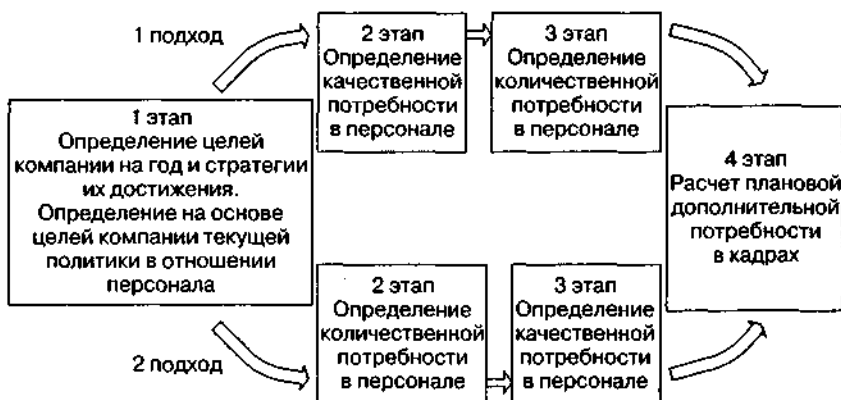 1 подход
2 этап
Определение
качественной
потребности
в персонале
3 этап
Определение
количественной
потребности
в персонале
1 этап
Определение целей
компании на год и стратегии
их достижения.
Определение на основе
целей компании текущей
политики в отношении
персонала
4 этап
Расчет плановой
дополнительной
потребности
в кадрах
2 подход
2 этап
Определение
количественной
потребности
в персонале
3 этап
Определение
качественной
потребности
в персонале